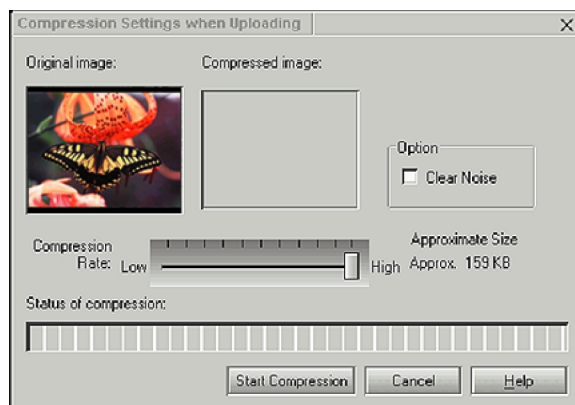 Compression Settings when Uploading
Original image:
Compressed image:
Option
Clear Noise
Compression
Rate:
Low
High
Approximate Size
Approx. 159 KB
Status of compression:
Start Compression
Cancel
Help